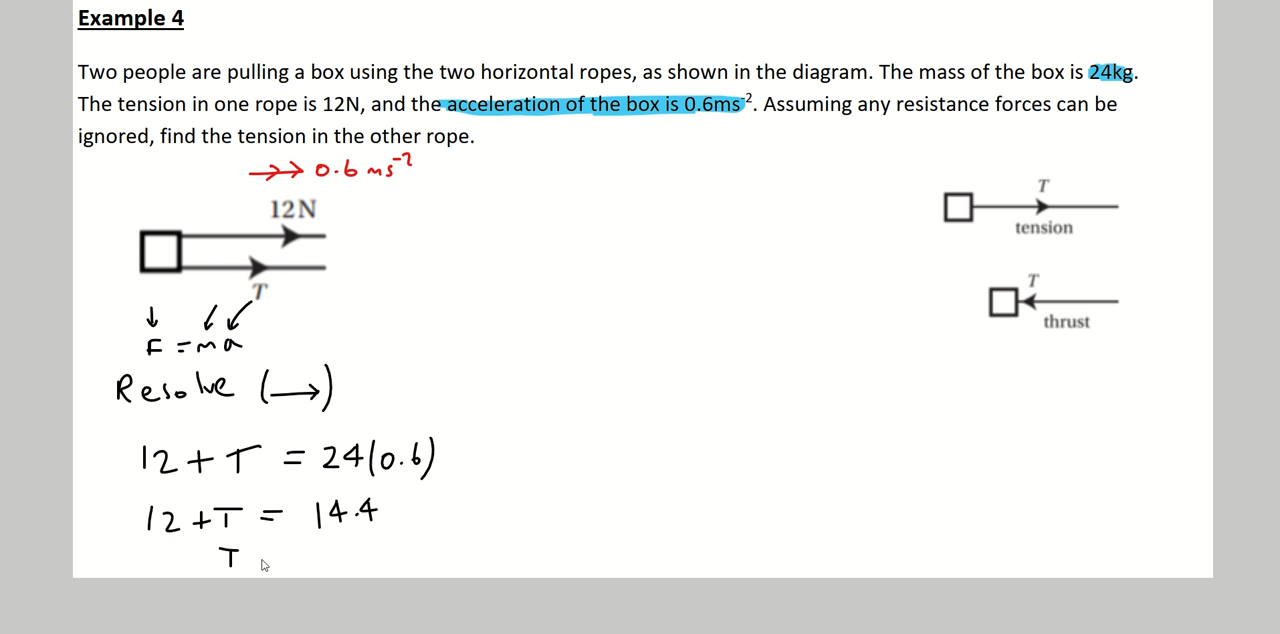 Example 4
Two people are pulling a box using the two horizontal ropes, as shown in the diagram. The mass of the box is 24kg.
The tension in one rope is 12N, and the acceleration of the box is 0.6ms⁻². Assuming any resistance forces can be
ignored, find the tension in the other rope.
→→ 0.6 ms⁻²
12N
T
F = ma
Resolve (→)
12 + T = 24(0.6)
12 + T = 14.4
T
T
tension
T
thrust